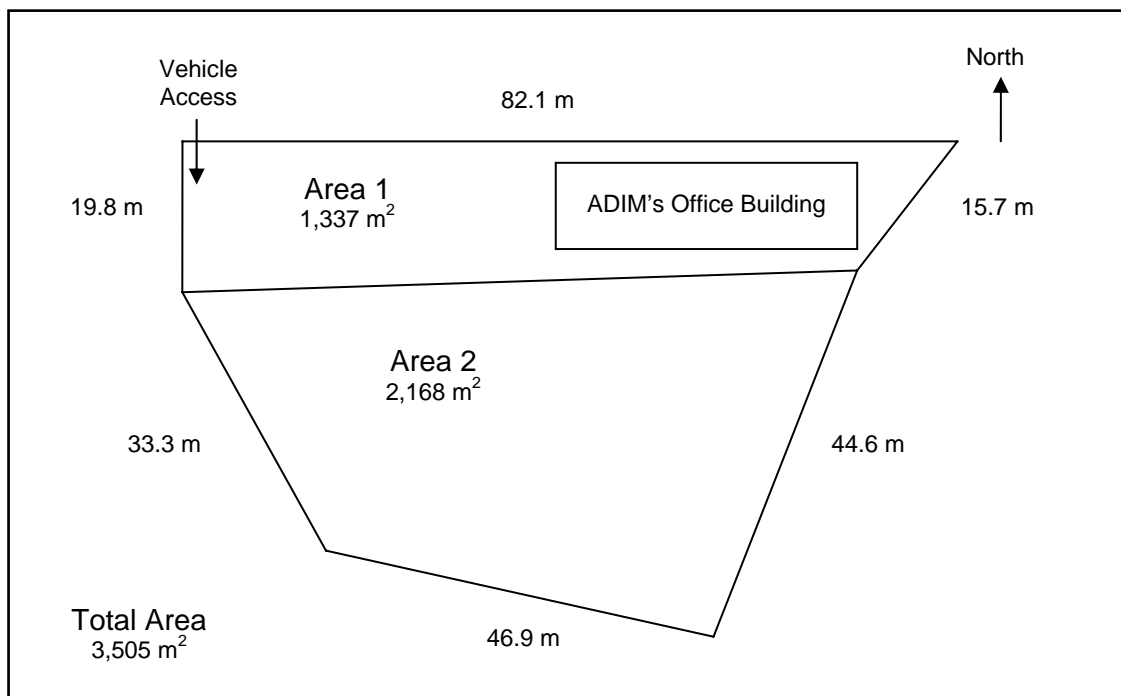 Vehicle
Access
North
82.1 m
Area 1
1,337 m²
ADIM's Office Building
19.8 m
15.7 m
Area 2
2,168 m²
33.3 m
44.6 m
Total Area
3,505 m²
46.9 m